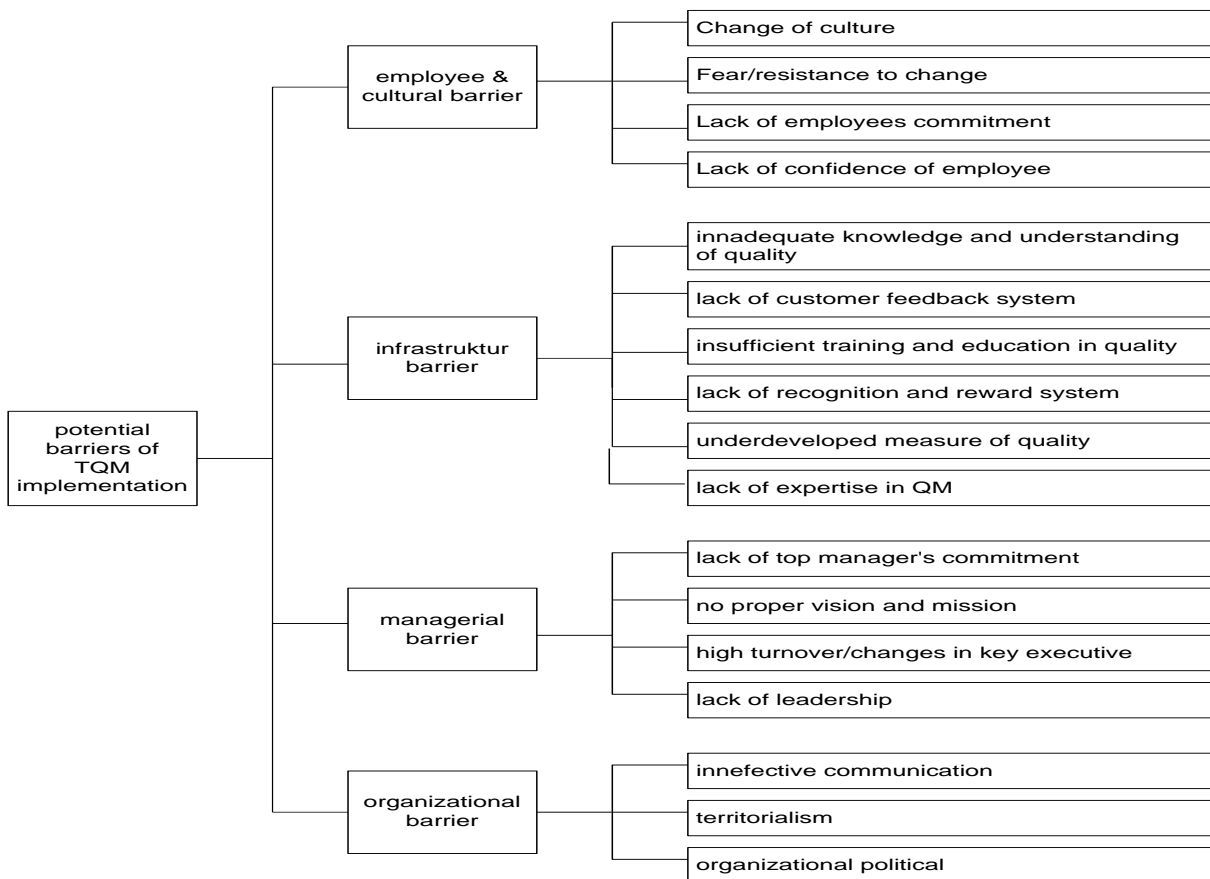 Change of culture
employee &
cultural barrier
Fear/resistance to change
Lack of employees commitment
Lack of confidence of employee
innadequate knowledge and understanding
of quality
lack of customer feedback system
infrastruktur
barrier
insufficient training and education in quality
lack of recognition and reward system
potential
barriers of
TQM
implementation
underdeveloped measure of quality
lack of expertise in QM
lack of top manager's commitment
no proper vision and mission
managerial
barrier
high turnover/changes in key executive
lack of leadership
innefective communication
organizational
barrier
territorialism
organizational political